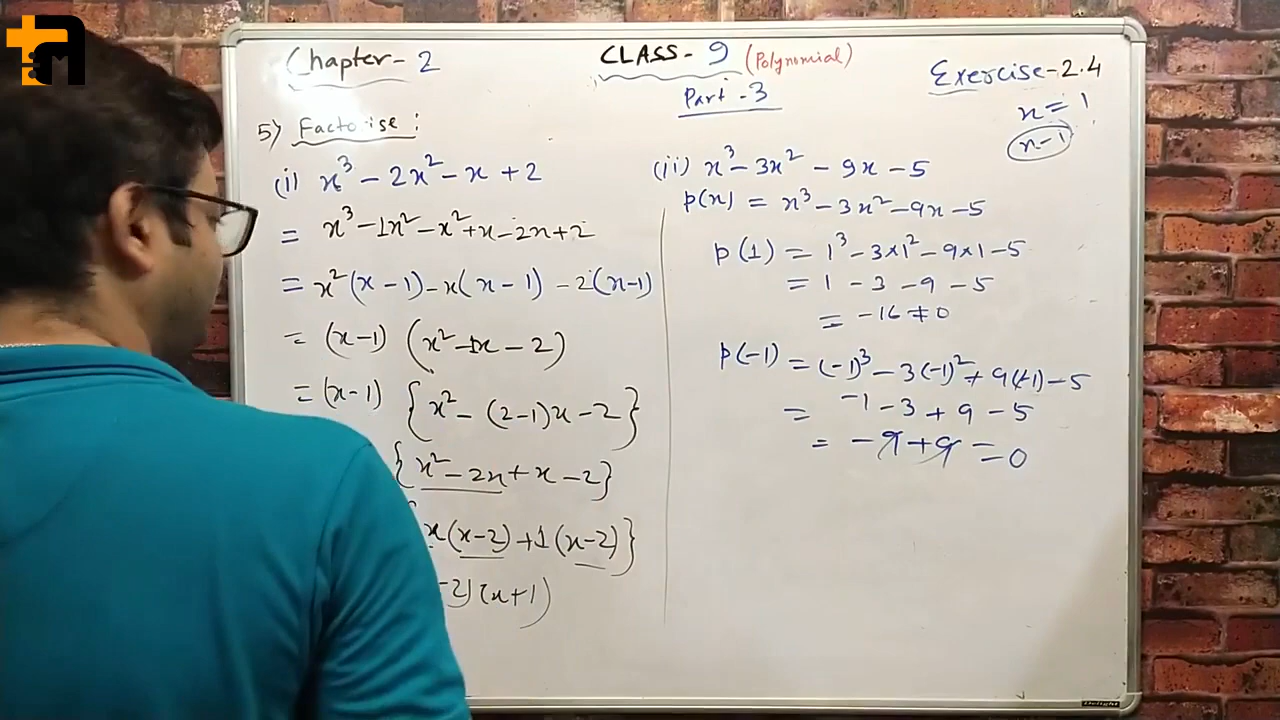 Chapter-2
CLASS-9 (Polynomial)
Part-3
Exercise-2.4
x=1
x-1
5) Factorise:
(i) x³ - 2x² - x + 2
= x³ - 1x² - x² + x - 2x + 2
= x²(x-1) - x(x-1) - 2(x-1)
= (x-1) (x² - 1x - 2)
= (x-1) {x² - (2-1)x - 2}
{x² - 2x + x - 2}
x(x-2) + 1(x-2)}
-2)(x+1)
(ii) x³ - 3x² - 9x - 5
p(x) = x³ - 3x² - 9x - 5
p(1) = 1³ - 3×1² - 9×1 - 5
= 1 - 3 - 9 - 5
= -16 ≠ 0
p(-1) = (-1)³ - 3(-1)² + 9(-1) - 5
= -1 - 3 + 9 - 5
= -9 + 9 = 0